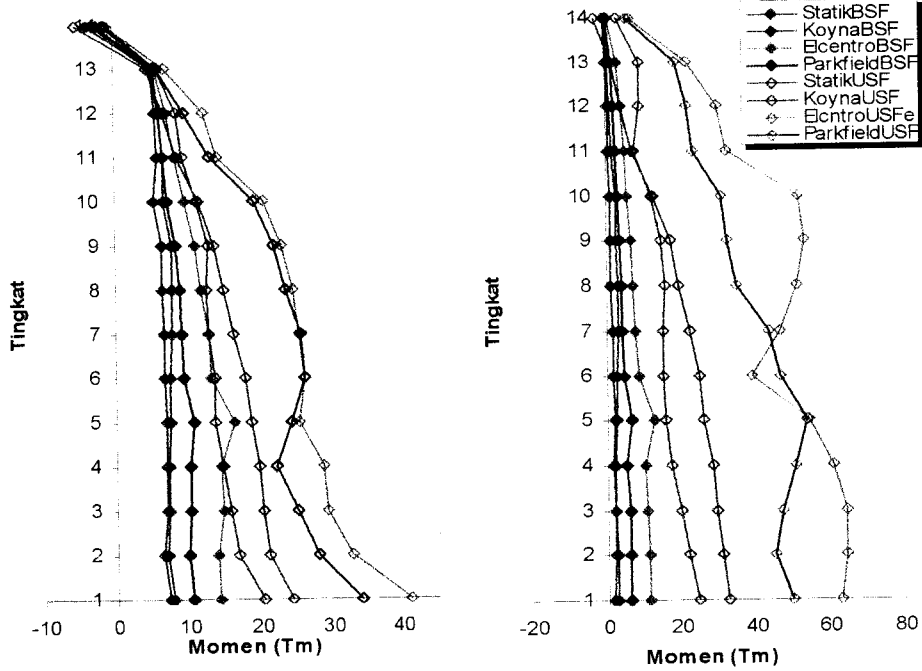 StatikBSF
KoynaBSF
ElcentroBSF
ParkfieldBSF
StatikUSF
KoynaUSF
ElcntroUSFe
ParkfieldUSF
Tingkat
13
12
11
10
9
8
7
6
5
4
3
2
1
-10 0 10 20 30 40
Momen (Tm)
Tingkat
14
13
12
11
10
9
8
7
6
5
4
3
2
1
-20 0 20 40 60 80
Momen (Tm)